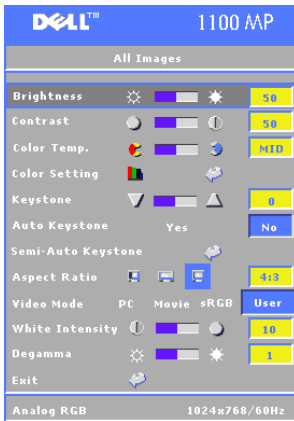 DELL™ 1100 MP
All Images
Brightness 50
Contrast 50
Color Temp. MID
Color Setting
Keystone 0
Auto Keystone Yes No
Semi-Auto Keystone
Aspect Ratio 4:3
Video Mode PC Movie sRGB User
White Intensity 10
Degamma 1
Exit
Analog RGB 1024x768/60Hz